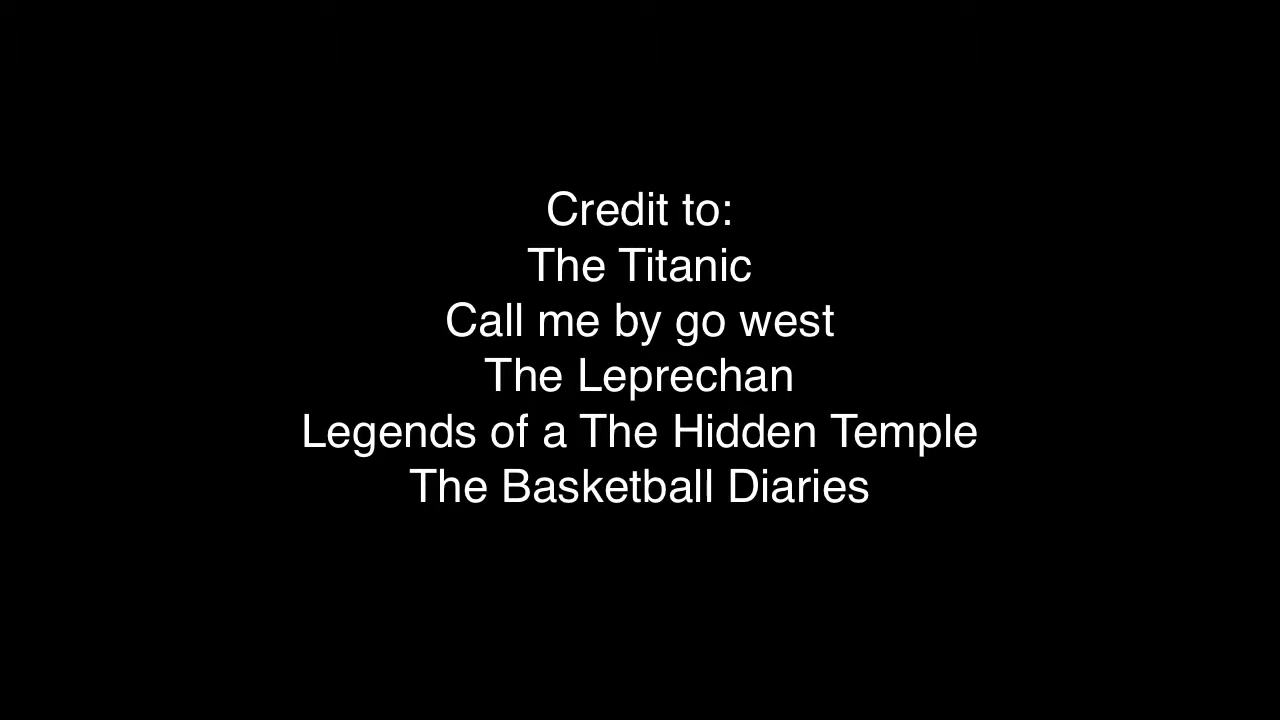 Credit to:
The Titanic
Call me by go west
The Leprechan
Legends of a The Hidden Temple
The Basketball Diaries